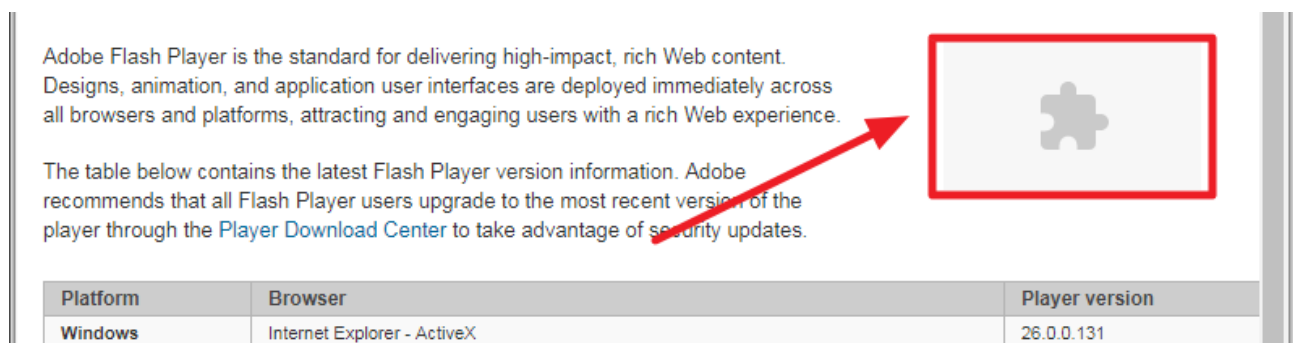 Adobe Flash Player is the standard for delivering high-impact, rich Web content.
Designs, animation, and application user interfaces are deployed immediately across
all browsers and platforms, attracting and engaging users with a rich Web experience.
The table below contains the latest Flash Player version information. Adobe
recommends that all Flash Player users upgrade to the most recent version of the
player through the Player Download Center to take advantage of security updates.
Platform Browser Player version
Windows Internet Explorer - ActiveX 26.0.0.131